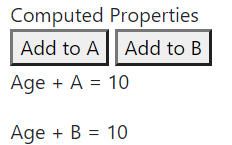 Computed Properties
Add to A Add to B
Age + A = 10
Age + B = 10